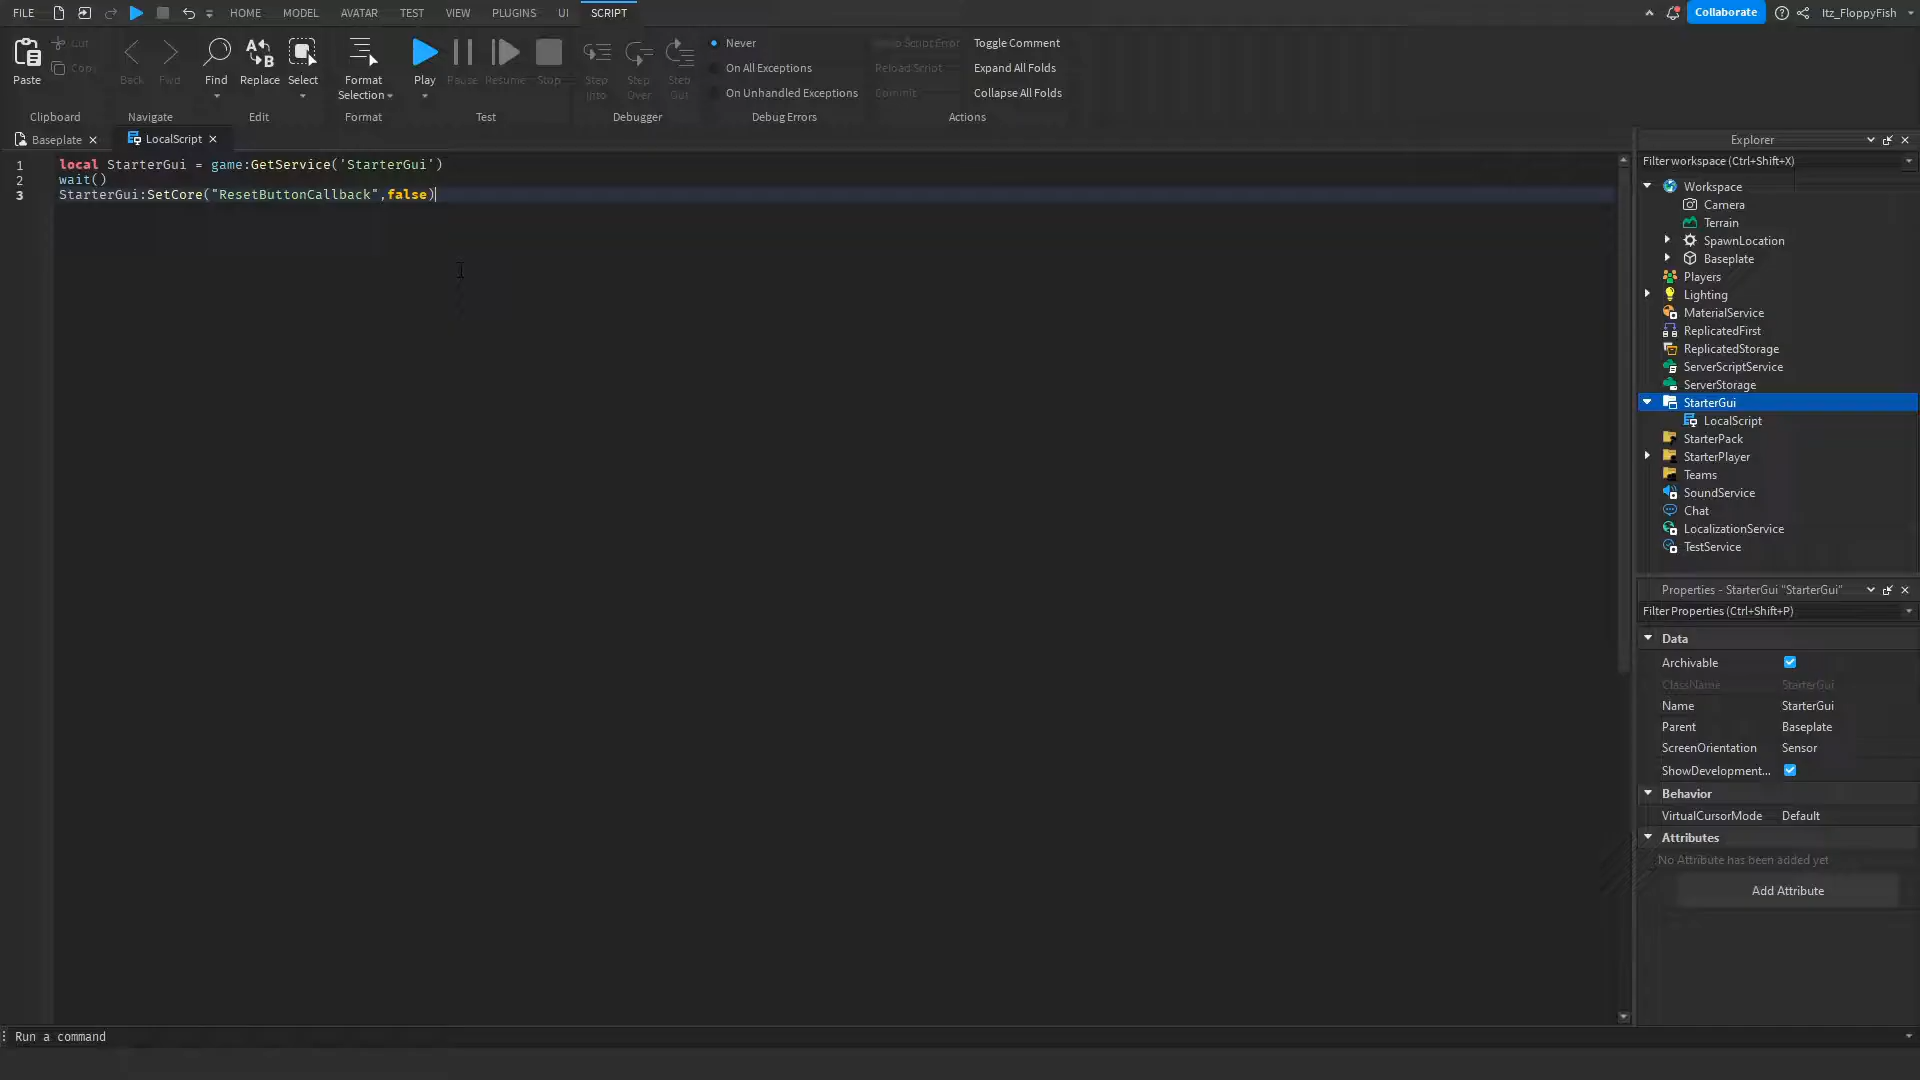 FILE HOME MODEL AVATAR TEST VIEW PLUGINS UI SCRIPT Collaborate Itz_FloppyFish
Paste Cut Copy
Back Fwd Find Replace Select Format Selection Play Pause Resume Stop Step Into Step Over Step Out
Never
On All Exceptions
On Unhandled Exceptions
Reload Script
Commit
Toggle Comment
Expand All Folds
Collapse All Folds
Clipboard Navigate Edit Format Test Debugger Debug Errors Actions
Baseplate LocalScript
1 local StarterGui = game:GetService('StarterGui')
2 wait()
3 StarterGui:SetCore("ResetButtonCallback",false)
Explorer
Filter workspace (Ctrl+Shift+X)
Workspace
Camera
Terrain
SpawnLocation
Baseplate
Players
Lighting
MaterialService
ReplicatedFirst
ReplicatedStorage
ServerScriptService
ServerStorage
StarterGui
LocalScript
StarterPack
StarterPlayer
Teams
SoundService
Chat
LocalizationService
TestService
Properties - StarterGui "StarterGui"
Filter Properties (Ctrl+Shift+P)
Data
Archivable
ClassName StarterGui
Name StarterGui
Parent Baseplate
ScreenOrientation Sensor
ShowDevelopment...
Behavior
VirtualCursorMode Default
Attributes
No Attribute has been added yet
Add Attribute
Run a command